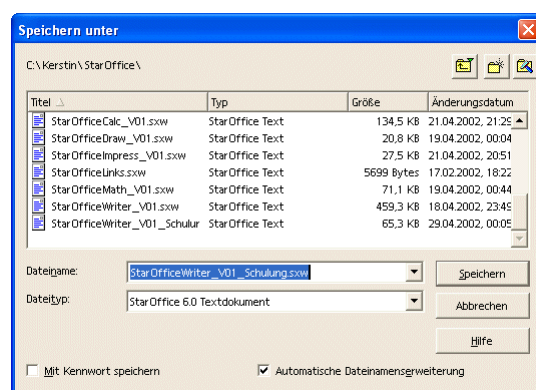 Speichern unter
C:\Kerstin\StarOffice\
Titel Typ Größe Änderungsdatum
StarOfficeCalc_V01.sxw StarOffice Text 134,5 KB 21.04.2002, 21:29
StarOfficeDraw_V01.sxw StarOffice Text 20,8 KB 19.04.2002, 00:04
StarOfficeImpress_V01.sxw StarOffice Text 27,5 KB 21.04.2002, 20:51
StarOfficeLinks.sxw StarOffice Text 5699 Bytes 17.02.2002, 18:22
StarOfficeMath_V01.sxw StarOffice Text 71,1 KB 19.04.2002, 00:44
StarOfficeWriter_V01.sxw StarOffice Text 459,3 KB 18.04.2002, 23:49
StarOfficeWriter_V01_Schulur StarOffice Text 65,3 KB 29.04.2002, 00:05
Dateiname: StarOfficeWriter_V01_Schulung.sxw Speichern
Dateityp: StarOffice 6.0 Textdokument Abbrechen
Hilfe
Mit Kennwort speichern Automatische Dateinamenserweiterung